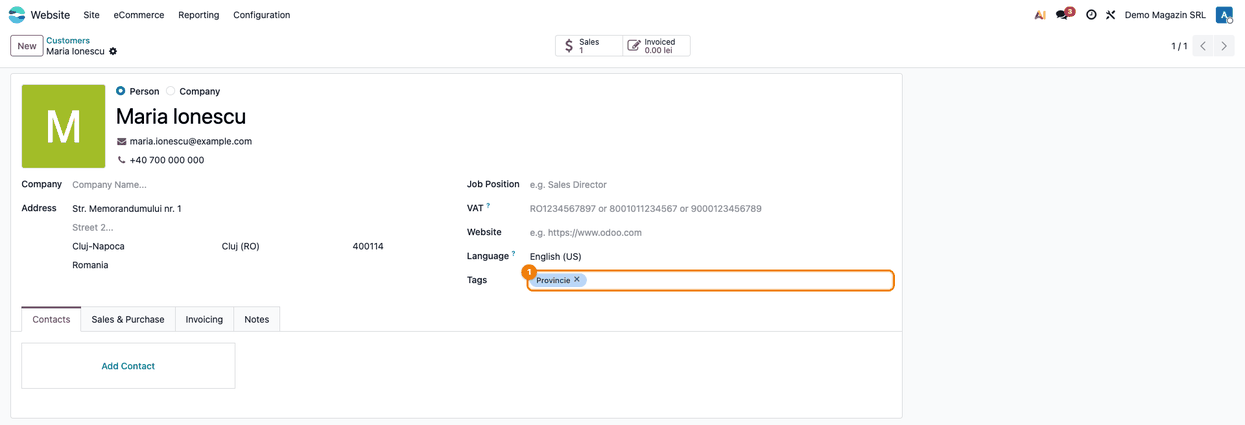 Website Site eCommerce Reporting Configuration 3 Demo Magazin SRL A
New Customers Sales Invoiced 1 / 1
Maria Ionescu 1 0.00 lei
Person Company
M Maria Ionescu
maria.ionescu@example.com
+40 700 000 000
Company Company Name... Job Position e.g. Sales Director
Address Str. Memorandumului nr. 1 VAT ? RO1234567897 or 8001011234567 or 9000123456789
Street 2... Website e.g. https://www.odoo.com
Cluj-Napoca Cluj (RO) 400114
Language ? English (US)
Romania
1
Tags Provincie ×
Contacts Sales & Purchase Invoicing Notes
Add Contact